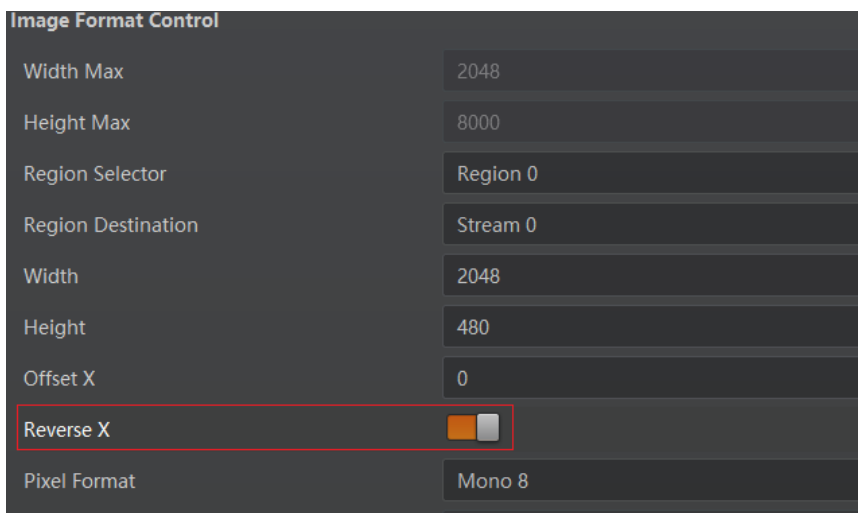 Image Format Control
Width Max 2048
Height Max 8000
Region Selector Region 0
Region Destination Stream 0
Width 2048
Height 480
Offset X 0
Reverse X
Pixel Format Mono 8